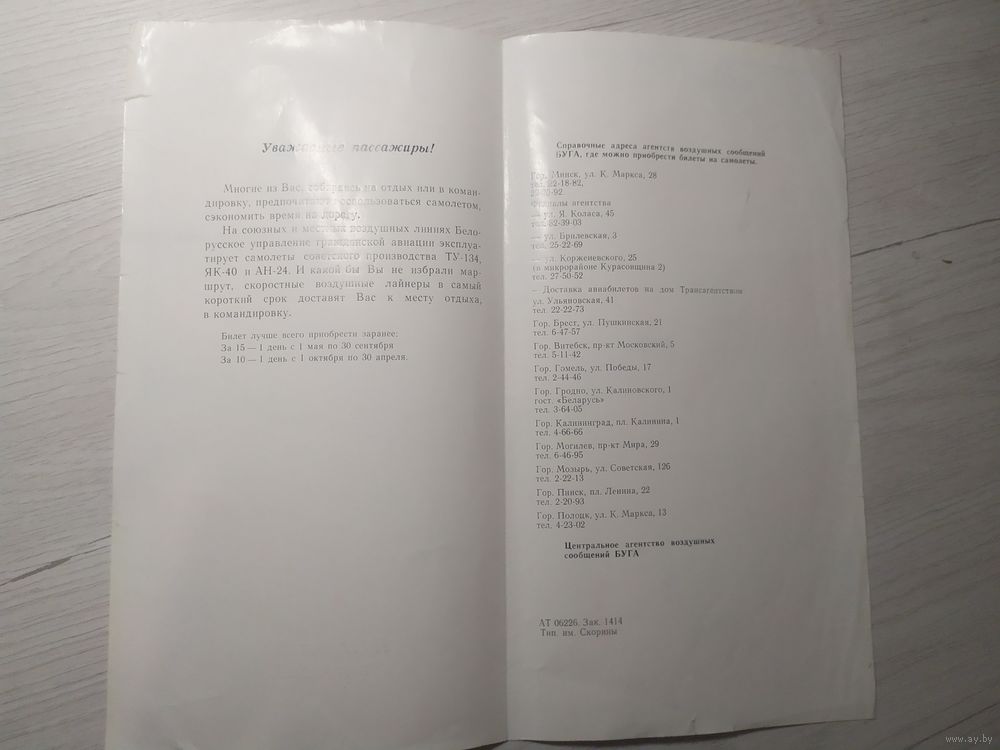 Уважаемые пассажиры!
Многие из Вас, собираясь на отдых или в коман-
дировку, предпочитают воспользоваться самолетом,
сэкономить время на дорогу.
На союзных и местных воздушных линиях Бело-
русское управление гражданской авиации эксплуа-
тирует самолеты советского производства ТУ-134,
ЯК-40 и АН-24. И какой бы Вы не избрали мар-
шрут, скоростные воздушные лайнеры в самый
короткий срок доставят Вас к месту отдыха,
в командировку.
Билет лучше всего приобрести заранее:
За 15 — 1 день с 1 мая по 30 сентября
За 10 — 1 день с 1 октября по 30 апреля.
Справочные адреса агентств воздушных сообщений
БУГА, где можно приобрести билеты на самолеты.
Гор. Минск, ул. К. Маркса, 28
тел. 22-18-82,
Филиалы агентства
— ул. Я. Коласа, 45
тел. 32-39-03
— ул. Брилевская, 3
тел. 25-22-69
— ул. Корженевского, 25
(в микрорайоне Курасовщина 2)
тел. 27-50-52
— Доставка авиабилетов на дом Трансагентством
ул. Ульяновская, 41
тел. 22-22-73
Гор. Брест, ул. Пушкинская, 21
тел. 6-47-57
Гор. Витебск, пр-кт Московский, 5
тел. 5-11-42
Гор. Гомель, ул. Победы, 17
тел. 2-44-46
Гор. Гродно, ул. Калиновского, 1
гост. «Беларусь»
тел. 3-64-05
Гор. Калининград, пл. Калинина, 1
тел. 4-66-66
Гор. Могилев, пр-кт Мира, 29
тел. 6-46-95
Гор. Мозырь, ул. Советская, 126
тел. 2-22-13
Гор. Пинск, пл. Ленина, 22
тел. 2-20-93
Гор. Полоцк, ул. К. Маркса, 13
тел. 4-23-02
Центральное агентство воздушных
сообщений БУГА
АТ 06226. Зак. 1414
Тип. им. Скорины
www.ay.by